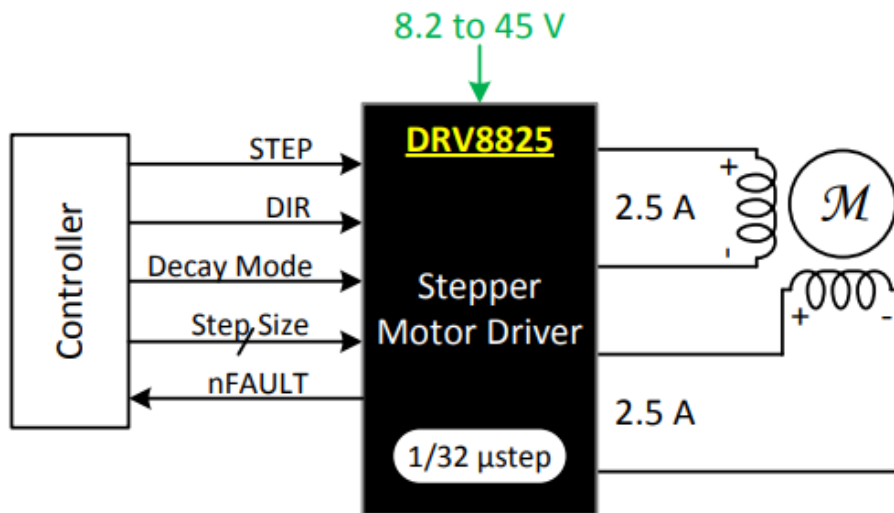 8.2 to 45 V
DRV8825
Controller
STEP
DIR
Decay Mode
Step Size
nFAULT
Stepper
Motor Driver
1/32 µstep
2.5 A
+
-
M
+ -
2.5 A